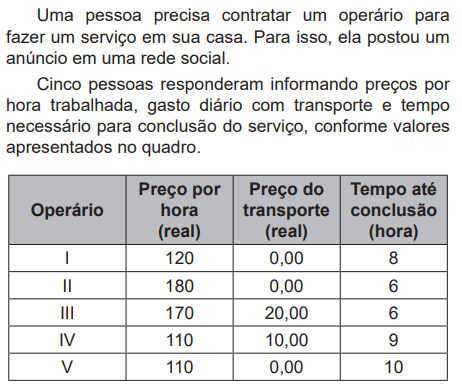 Uma pessoa precisa contratar um operário para
fazer um serviço em sua casa. Para isso, ela postou um
anúncio em uma rede social.
Cinco pessoas responderam informando preços por
hora trabalhada, gasto diário com transporte e tempo
necessário para conclusão do serviço, conforme valores
apresentados no quadro.
Operário Preço por hora (real) Preço do transporte (real) Tempo até conclusão (hora)
I 120 0,00 8
II 180 0,00 6
III 170 20,00 6
IV 110 10,00 9
V 110 0,00 10